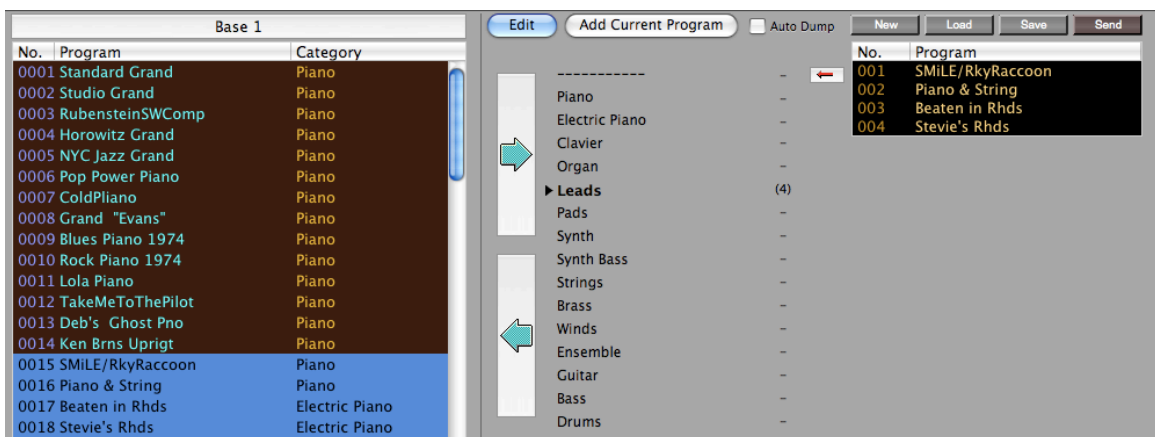 Base 1
No. Program Category
0001 Standard Grand Piano
0002 Studio Grand Piano
0003 RubensteinSWComp Piano
0004 Horowitz Grand Piano
0005 NYC Jazz Grand Piano
0006 Pop Power Piano Piano
0007 ColdPliano Piano
0008 Grand "Evans" Piano
0009 Blues Piano 1974 Piano
0010 Rock Piano 1974 Piano
0011 Lola Piano Piano
0012 TakeMeToThePilot Piano
0013 Deb's Ghost Pno Piano
0014 Ken Brns Uprigt Piano
0015 SMiLE/RkyRaccoon Piano
0016 Piano & String Piano
0017 Beaten in Rhds Electric Piano
0018 Stevie's Rhds Electric Piano
Edit Add Current Program Auto Dump
----------- –
Piano –
Electric Piano –
Clavier –
Organ –
Leads (4)
Pads –
Synth –
Synth Bass –
Strings –
Brass –
Winds –
Ensemble –
Guitar –
Bass –
Drums –
New Load Save Send
No. Program
001 SMiLE/RkyRaccoon
002 Piano & String
003 Beaten in Rhds
004 Stevie's Rhds